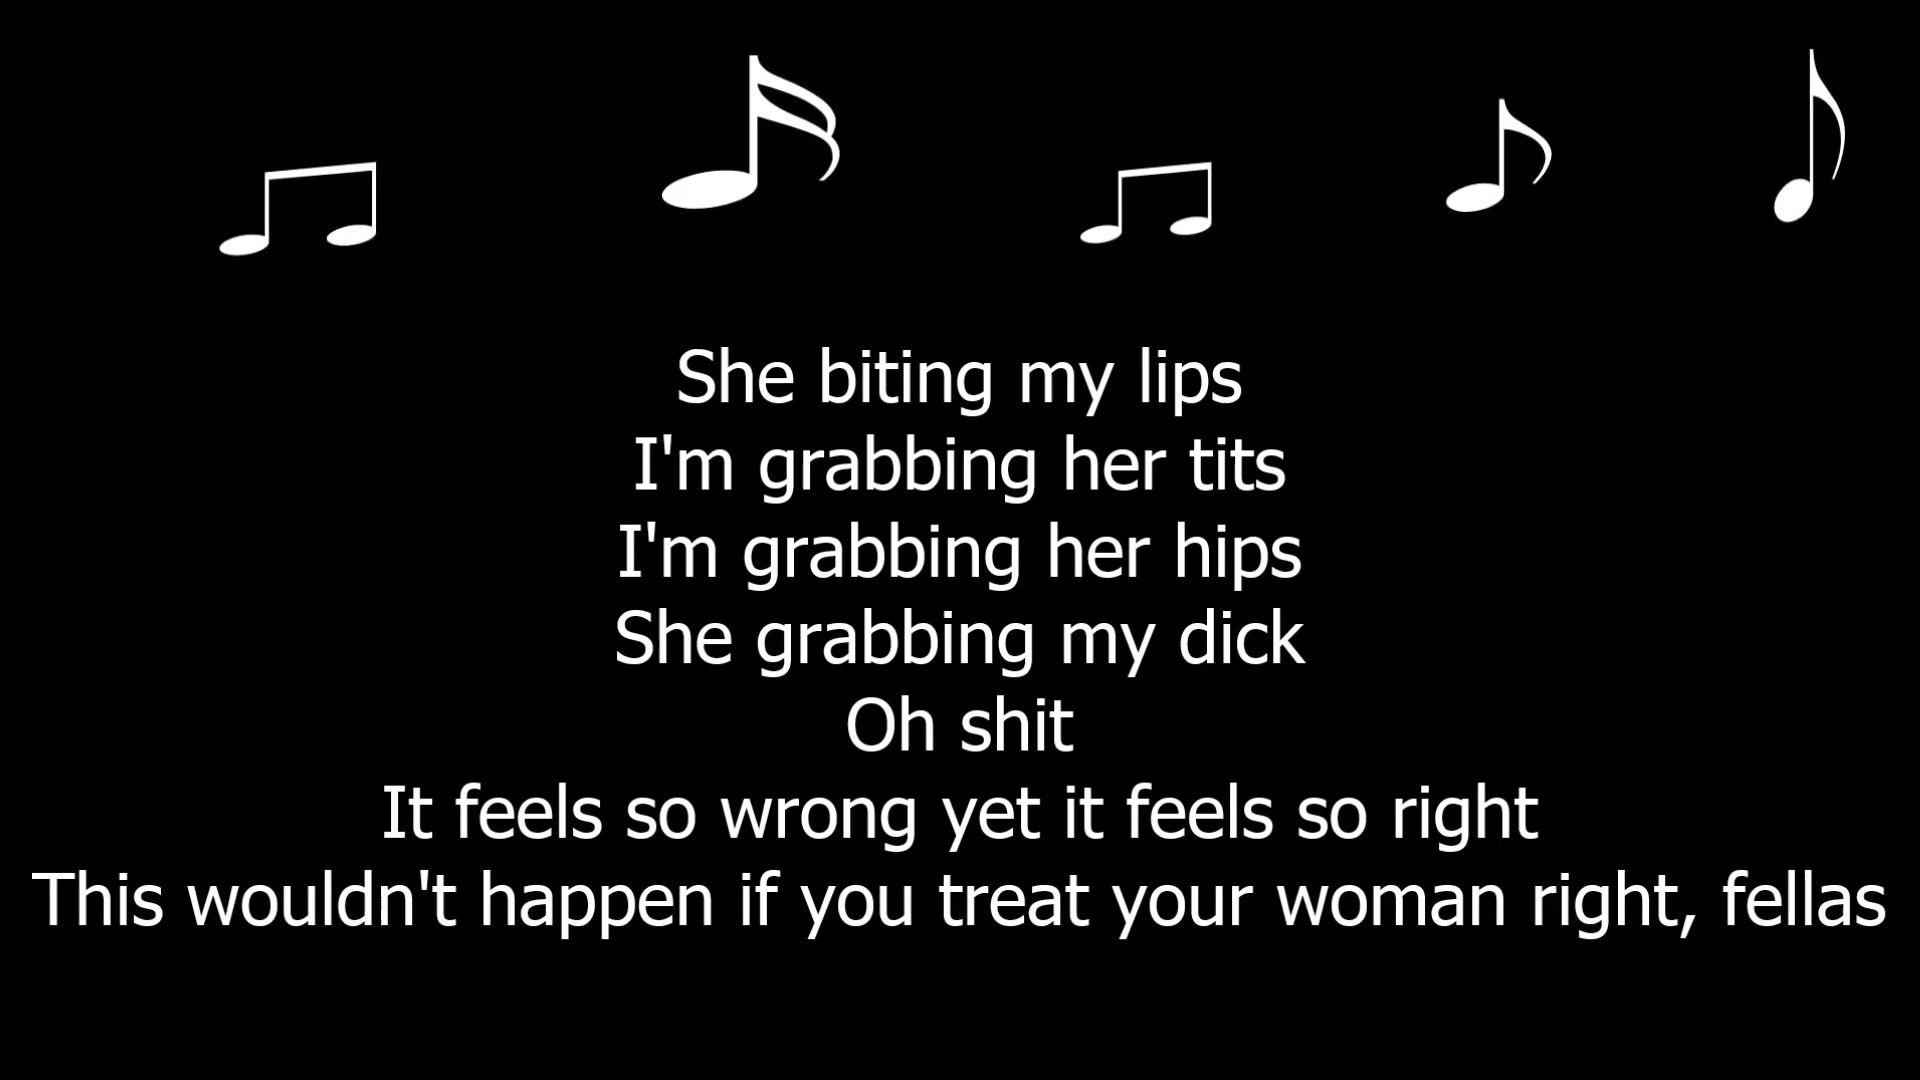 She biting my lips
I'm grabbing her tits
I'm grabbing her hips
She grabbing my dick
Oh shit
It feels so wrong yet it feels so right
This wouldn't happen if you treat your woman right, fellas